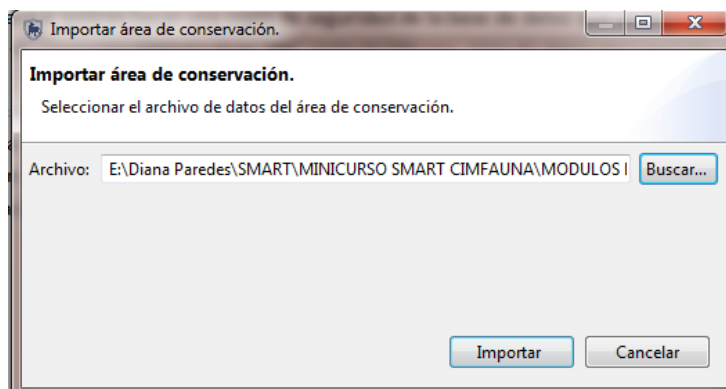 Importar área de conservación.
Importar área de conservación.
Seleccionar el archivo de datos del área de conservación.
Archivo: E:\Diana Paredes\SMART\MINICURSO SMART CIMFAUNA\MODULOS Buscar...
Importar Cancelar